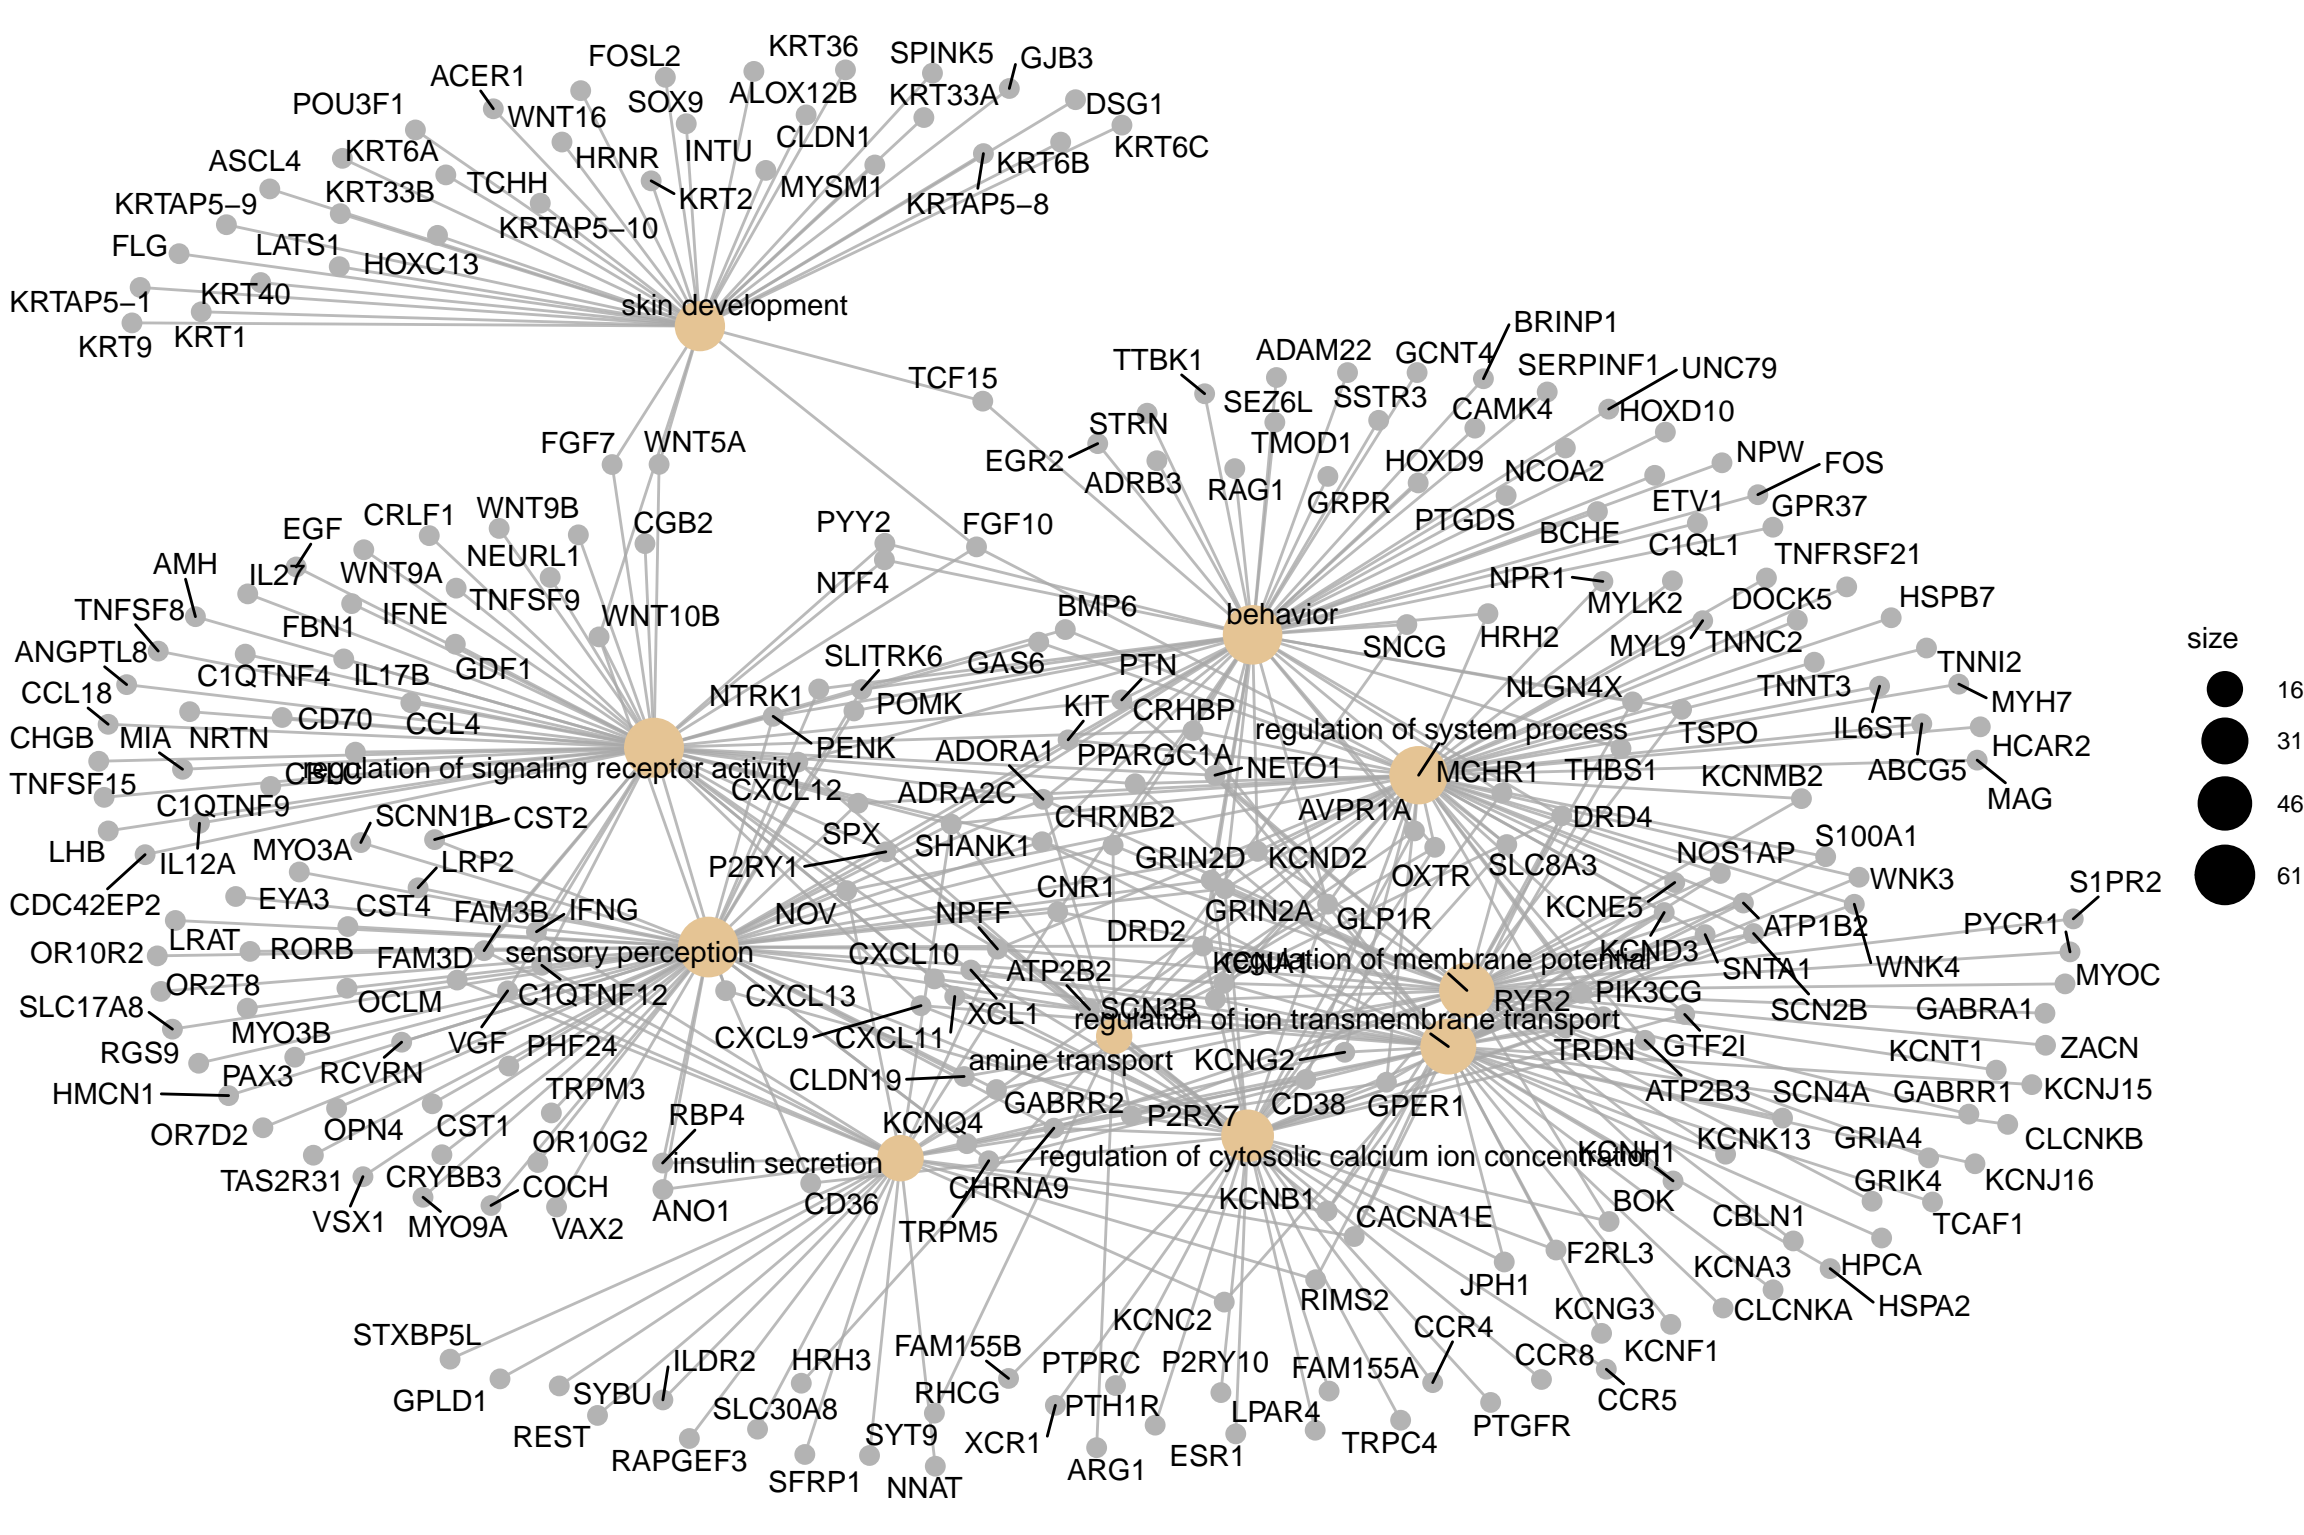 KRT36
FOSL2
SPINK5
GJB3
ACER1
ALOX12B
KRT33A
POU3F1
SOX9
DSG1
WNT16
CLDN1
KRT6A
HRNR
INTU
KRT6B
KRT6C
ASCL4
TCHH
KRT33B
KRT2
MYSM1
KRTAP5–9
KRTAP5–8
KRTAP5–10
FLG
LATS1
HOXC13
KRTAP5–1
KRT40
skin development
KRT9
KRT1
BRINP1
TTBK1
ADAM22
GCNT4
SERPINF1
UNC79
TCF15
SEZ6L
SSTR3
CAMK4
HOXD10
STRN
FGF7
WNT5A
TMOD1
NPW
FOS
EGR2
HOXD9
NCOA2
ADRB3
RAG1
GRPR
ETV1
GPR37
EGF
CRLF1
WNT9B
CGB2
PYY2
FGF10
PTGDS
BCHE
C1QL1
TNFRSF21
AMH
IL27
WNT9A
NEURL1
NTF4
NPR1
MYLK2
DOCK5
HSPB7
TNFSF8
FBN1
IFNE
TNFSF9
WNT10B
BMP6
behavior
SNCG
HRH2
MYL9
TNNC2
ANGPTL8
C1QTNF4
IL17B
GDF1
SLITRK6
GAS6
PTN
TNNI2
CCL18
NTRK1
POMK
KIT
CRHBP
NLGN4X
TNNT3
MYH7
CHGB
MIA
NRTN
CD70
CCL4
PENK
ADORA1
PPARGC1A
regulation of system process
TSPO
IL6ST
HCAR2
TNFSF15
regulation of signaling receptor activity
NETO1
MCHR1
THBS1
KCNMB2
ABCG5
MAG
C1QTNF9
CXCL12
ADRA2C
CHRNB2
AVPR1A
DRD4
LHB
IL12A
SCNN1B
CST2
SPX
SHANK1
GRIN2D
KCND2
SLC8A3
S100A1
MYO3A
LRP2
P2RY1
OXTR
NOS1AP
WNK3
S1PR2
CDC42EP2
EYA3
CST4
FAM3B
IFNG
NOV
NPFF
CNR1
GRIN2A
GLP1R
KCNE5
ATP1B2
PYCR1
OR10R2
LRAT
RORB
FAM3D
sensory perception
CXCL10
DRD2
regulation of membrane potential
KCND3
SNTA1
WNK4
MYOC
SLC17A8
OR2T8
OCLM
C1QTNF12
CXCL13
ATP2B2
KCNA1
RYR2
PIK3CG
SCN2B
GABRA1
RGS9
MYO3B
VGF
PHF24
CXCL9
CXCL11
XCL1
SCN3B
regulation of ion transmembrane transport
TRDN
GTF2I
KCNT1
ZACN
HMCN1
PAX3
RCVRN
TRPM3
CLDN19
amine transport
KCNG2
ATP2B3
SCN4A
GABRR1
KCNJ15
OR7D2
OPN4
CST1
OR10G2
RBP4
KCNQ4
GABRR2
P2RX7
CD38
GPER1
KCNK13
GRIA4
CLCNKB
TAS2R31
CRYBB3
COCH
insulin secretion
CHRNA9
regulation of cytosolic calcium ion concentration
KCNH1
GRIK4
KCNJ16
VSX1
MYO9A
VAX2
ANO1
CD36
TRPM5
KCNB1
CACNA1E
BOK
CBLN1
TCAF1
F2RL3
KCNA3
HPCA
JPH1
RIMS2
KCNG3
CLCNKA
HSPA2
STXBP5L
KCNC2
CCR4
KCNF1
GPLD1
SYBU
ILDR2
HRH3
FAM155B
PTPRC
P2RY10
FAM155A
CCR8
CCR5
REST
SLC30A8
RHCG
PTH1R
LPAR4
PTGFR
RAPGEF3
SYT9
XCR1
ESR1
TRPC4
SFRP1
NNAT
ARG1
size
16
31
46
61